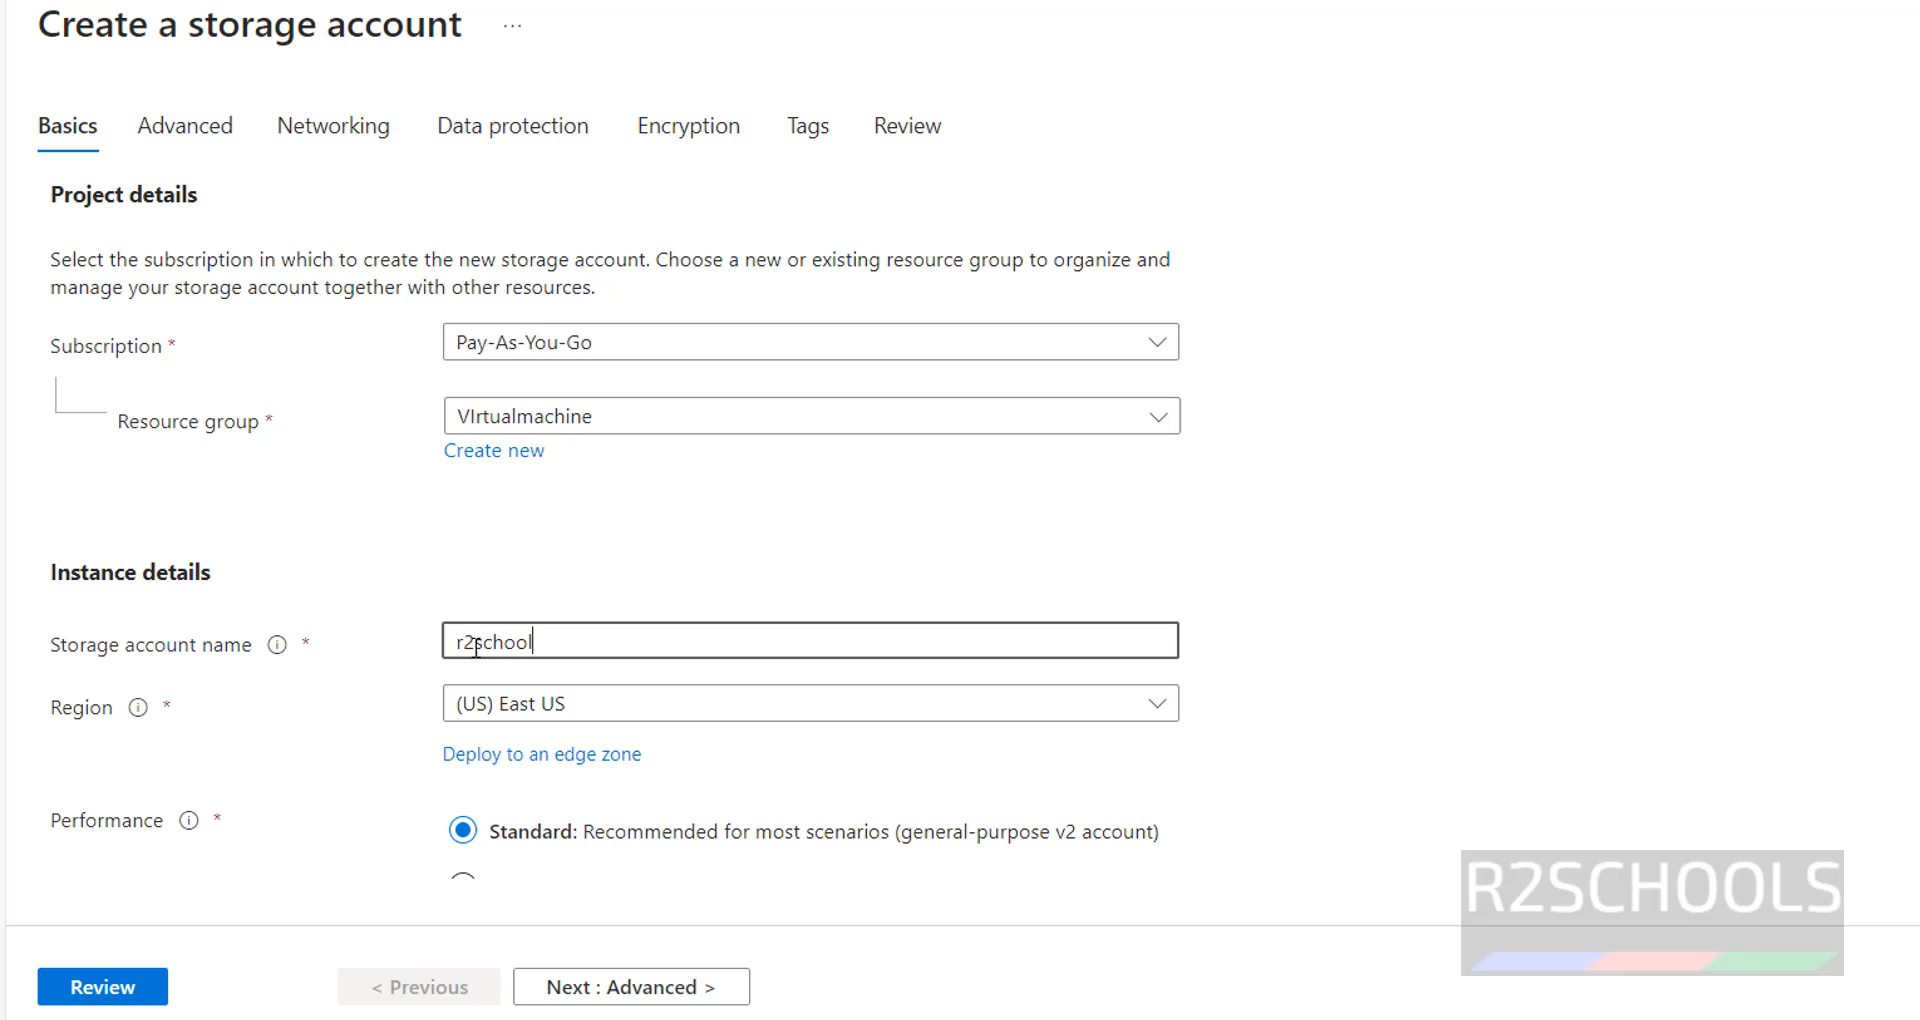 Create a storage account ...
Basics Advanced Networking Data protection Encryption Tags Review
Project details
Select the subscription in which to create the new storage account. Choose a new or existing resource group to organize and
manage your storage account together with other resources.
Subscription * Pay-As-You-Go
Resource group * VIrtualmachine
Create new
Instance details
Storage account name * r2school
Region * (US) East US
Deploy to an edge zone
Performance * Standard: Recommended for most scenarios (general-purpose v2 account)
R2SCHOOLS
Review < Previous Next : Advanced >